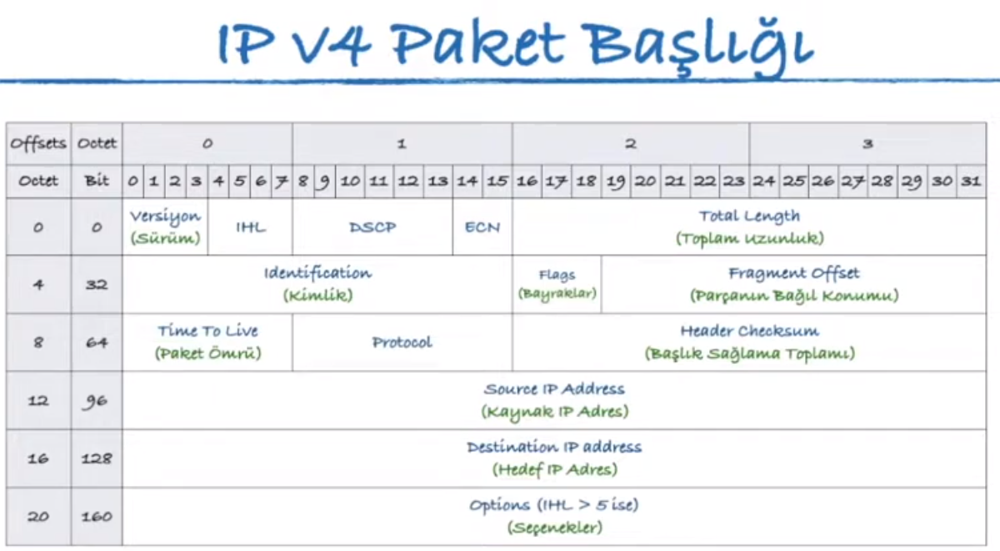 IP v4 Paket Başlığı
Offsets Octet 0 1 2 3
Octet Bit 0 1 2 3 4 5 6 7 8 9 10 11 12 13 14 15 16 17 18 19 20 21 22 23 24 25 26 27 28 29 30 31
0 0 Versiyon (Sürüm) IHL DSCP ECN Total Length (Toplam Uzunluk)
4 32 Identification (Kimlik) Flags (Bayraklar) Fragment Offset (Parçanın Bağıl Konumu)
8 64 Time To Live (Paket Ömrü) Protocol Header Checksum (Başlık Sağlama Toplamı)
12 96 Source IP Address (Kaynak IP Adres)
16 128 Destination IP address (Hedef IP Adres)
20 160 Options (IHL > 5 ise) (Seçenekler)